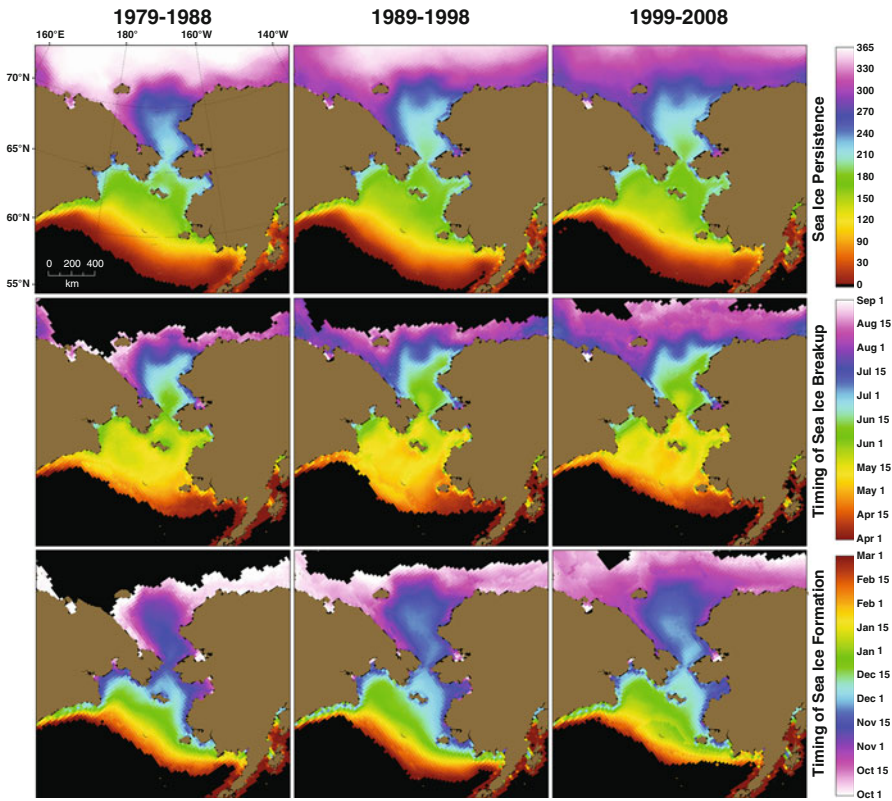 1979-1988 1989-1998 1999-2008
160°E 180° 160°W 140°W
70°N
65°N
60°N
55°N
0 200 400
km
365
330
300
270
240
210
180
150
120
90
60
30
0
Sea Ice Persistence
Sep 1
Aug 15
Aug 1
Jul 15
Jul 1
Jun 15
Jun 1
May 15
May 1
Apr 15
Apr 1
Timing of Sea Ice Breakup
Mar 1
Feb 15
Feb 1
Jan 15
Jan 1
Dec 15
Dec 1
Nov 15
Nov 1
Oct 15
Oct 1
Timing of Sea Ice Formation